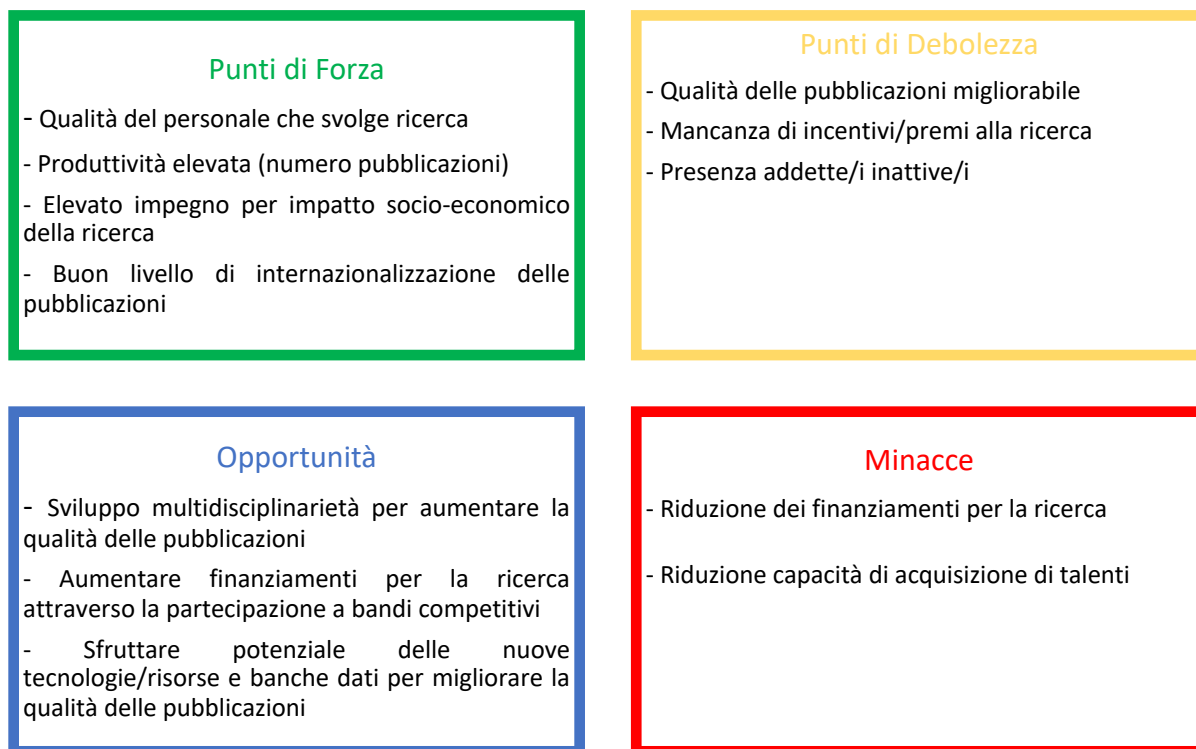 Punti di Forza
- Qualità del personale che svolge ricerca
- Produttività elevata (numero pubblicazioni)
- Elevato impegno per impatto socio-economico
della ricerca
- Buon livello di internazionalizzazione delle
pubblicazioni
Punti di Debolezza
- Qualità delle pubblicazioni migliorabile
- Mancanza di incentivi/premi alla ricerca
- Presenza addette/i inattive/i
Opportunità
- Sviluppo multidisciplinarietà per aumentare la
qualità delle pubblicazioni
- Aumentare finanziamenti per la ricerca
attraverso la partecipazione a bandi competitivi
- Sfruttare potenziale delle nuove
tecnologie/risorse e banche dati per migliorare la
qualità delle pubblicazioni
Minacce
- Riduzione dei finanziamenti per la ricerca
- Riduzione capacità di acquisizione di talenti